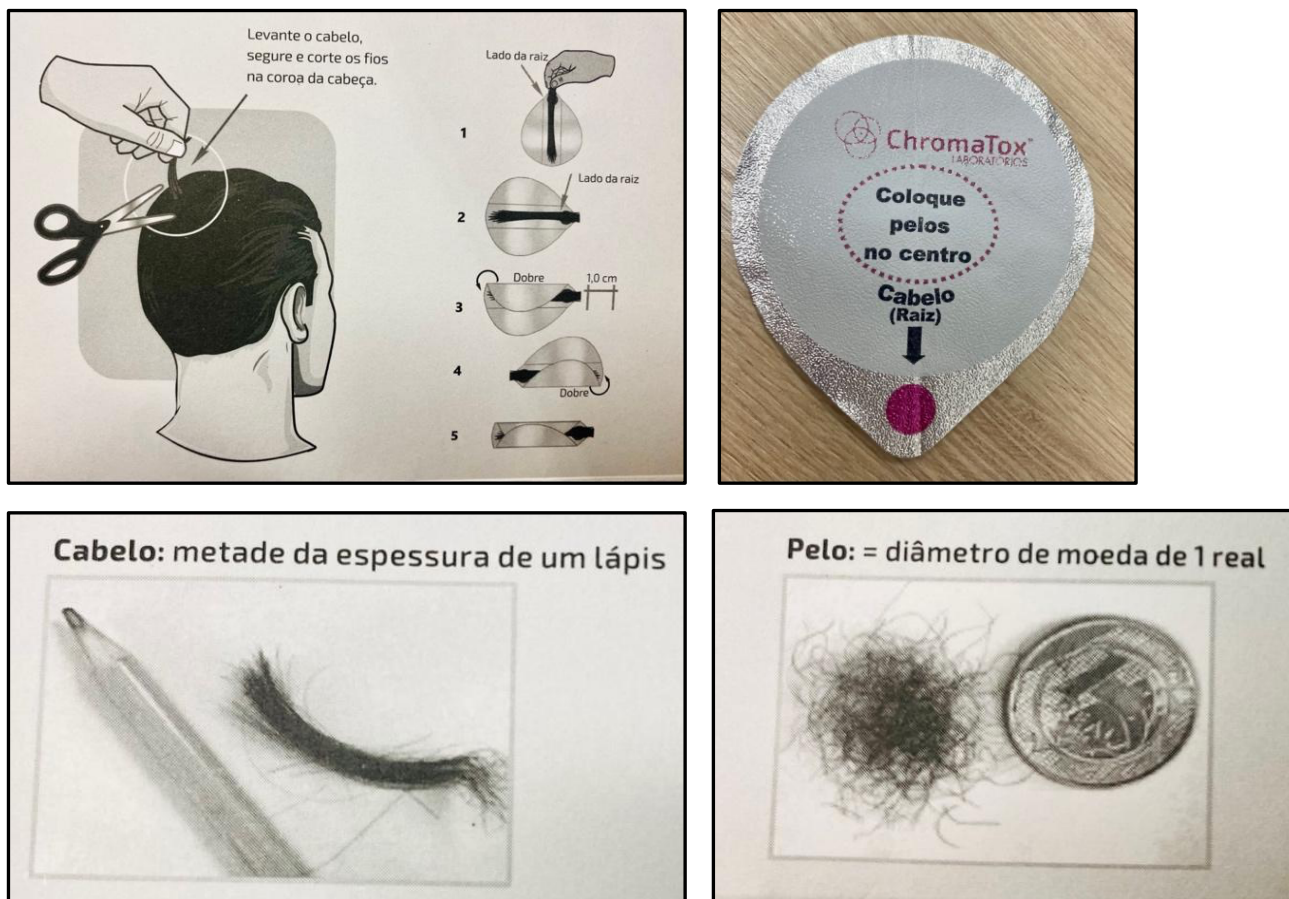 Levante o cabelo,
segure e corte os fios
na coroa da cabeça.
Lado da raiz
1
Lado da raiz
2
Dobre
1,0 cm
3
4
Dobre
5
ChromaTox
LABORATÓRIOS
Coloque
pelos
no centro
Cabelo
(Raiz)
Cabelo: metade da espessura de um lápis
Pelo: = diâmetro de moeda de 1 real
1